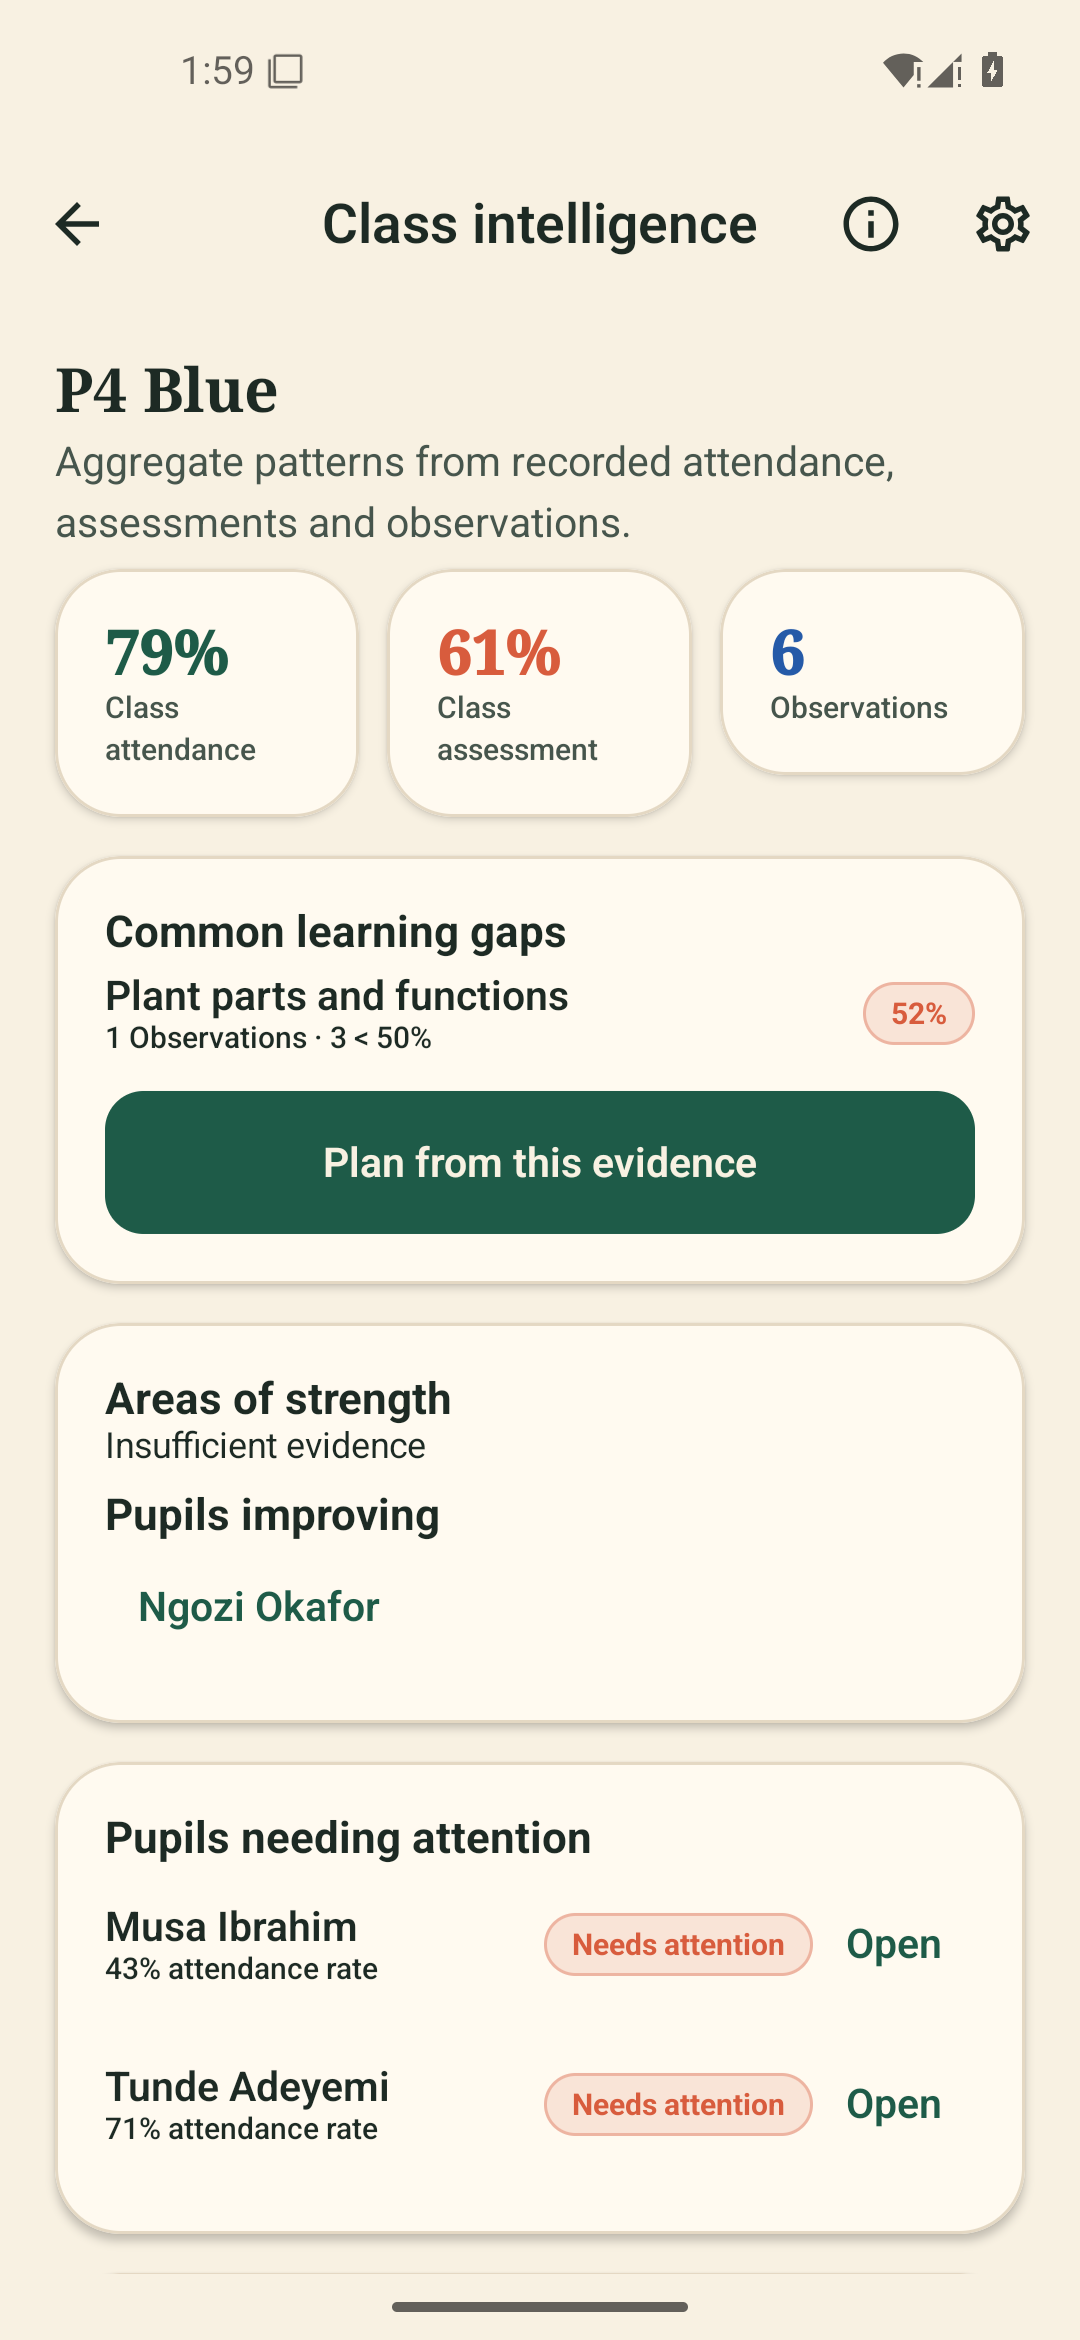 1:59
Class intelligence
P4 Blue
Aggregate patterns from recorded attendance,
assessments and observations.
79%
Class
attendance
61%
Class
assessment
6
Observations
Common learning gaps
Plant parts and functions
1 Observations · 3 < 50%
52%
Plan from this evidence
Areas of strength
Insufficient evidence
Pupils improving
Ngozi Okafor
Pupils needing attention
Musa Ibrahim
43% attendance rate
Needs attention
Open
Tunde Adeyemi
71% attendance rate
Needs attention
Open